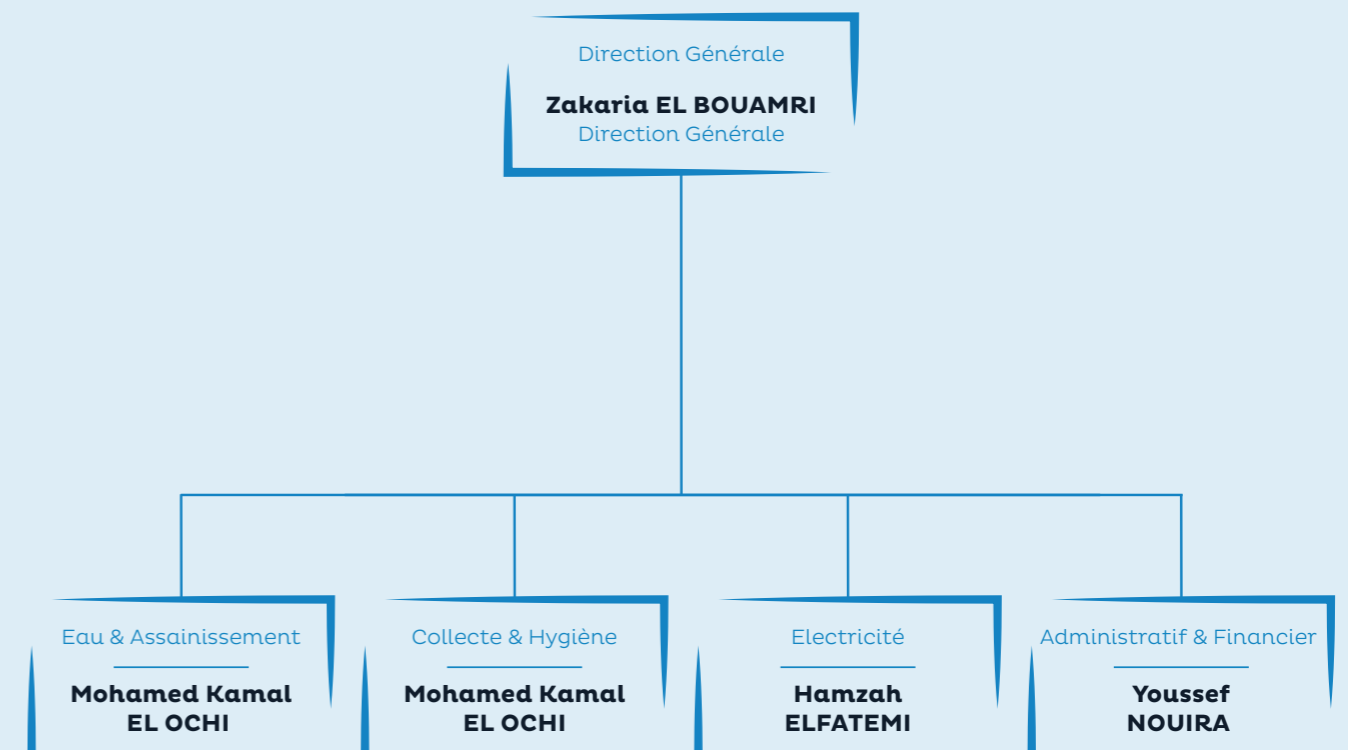 Direction Générale
Zakaria EL BOUAMRI
Direction Générale
Eau & Assainissement
Mohamed Kamal
EL OCHI
Collecte & Hygiène
Mohamed Kamal
EL OCHI
Electricité
Hamzah
ELFATEMI
Administratif & Financier
Youssef
NOUIRA